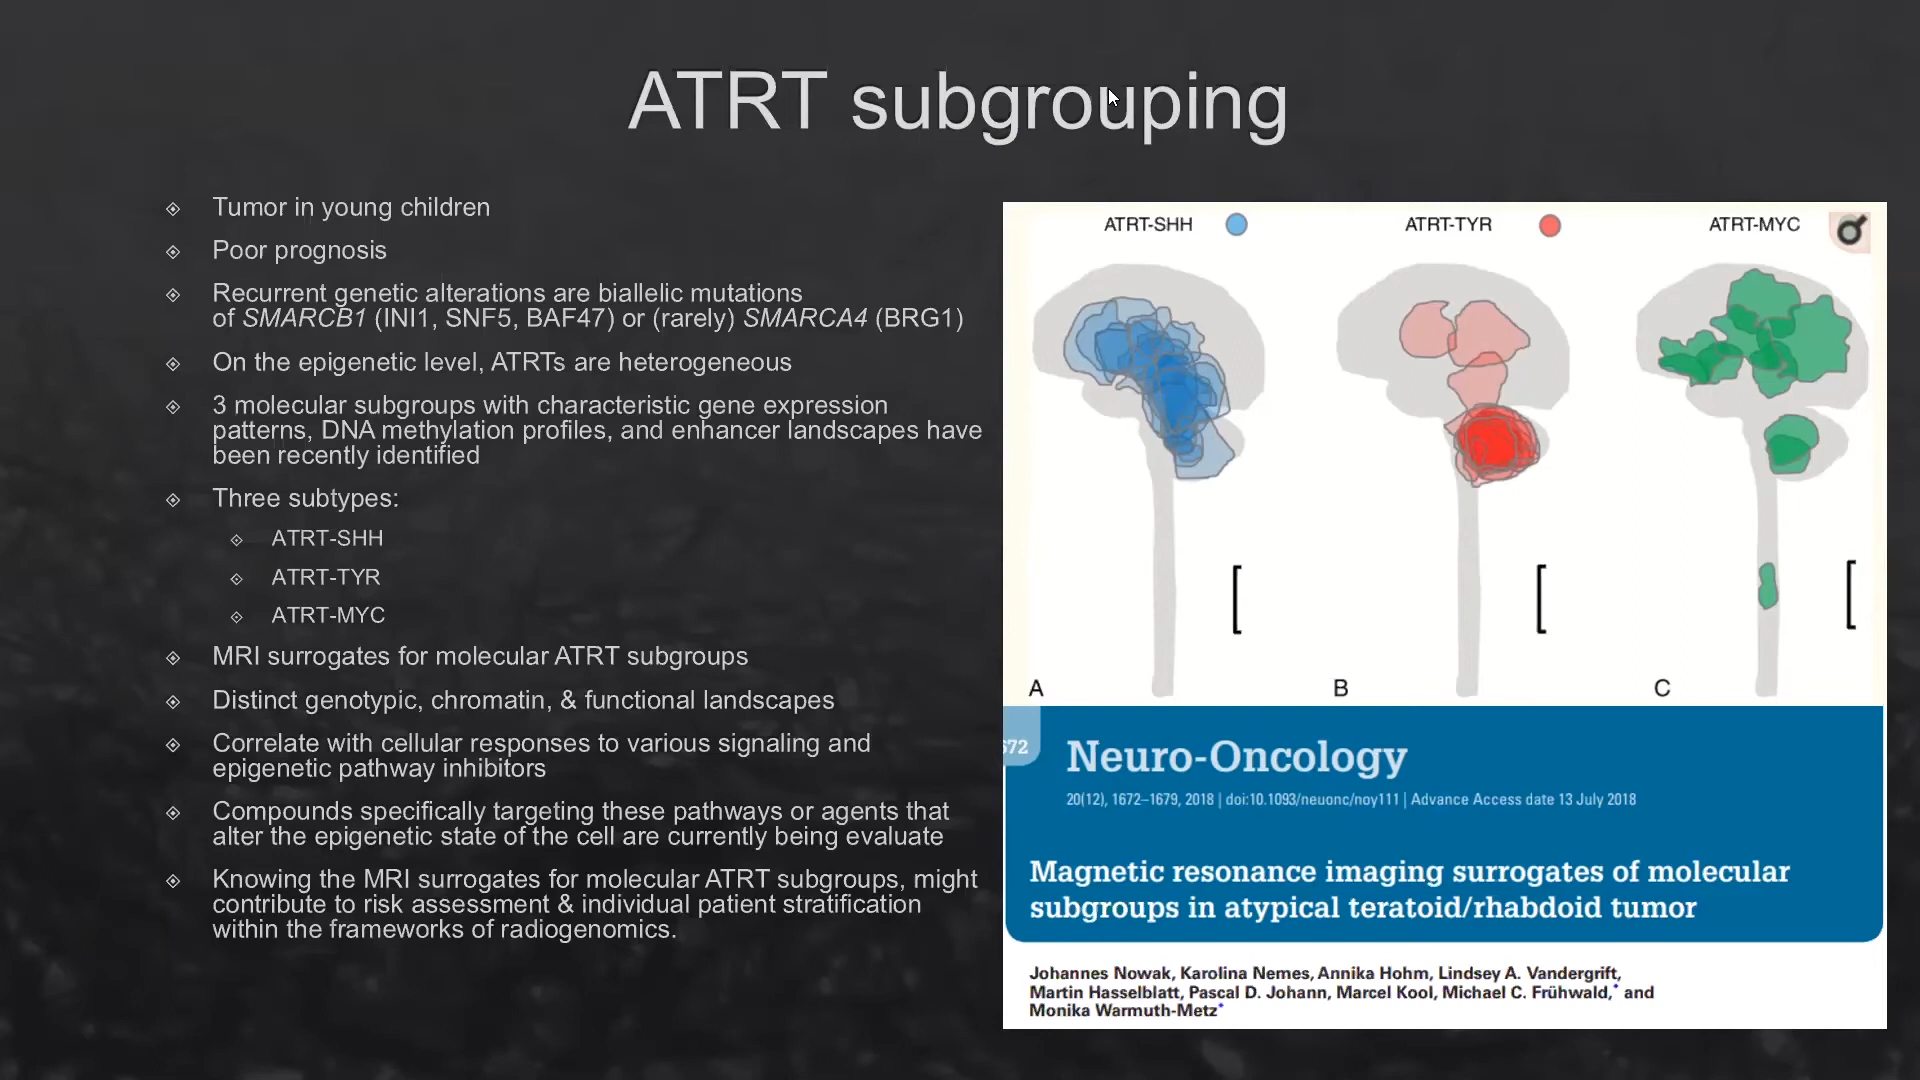 ATRT subgrouping
Tumor in young children
Poor prognosis
Recurrent genetic alterations are biallelic mutations
of SMARCB1 (INI1, SNF5, BAF47) or (rarely) SMARCA4 (BRG1)
On the epigenetic level, ATRTs are heterogeneous
3 molecular subgroups with characteristic gene expression
patterns, DNA methylation profiles, and enhancer landscapes have
been recently identified
Three subtypes:
ATRT-SHH
ATRT-TYR
ATRT-MYC
MRI surrogates for molecular ATRT subgroups
Distinct genotypic, chromatin, & functional landscapes
Correlate with cellular responses to various signaling and
epigenetic pathway inhibitors
Compounds specifically targeting these pathways or agents that
alter the epigenetic state of the cell are currently being evaluate
Knowing the MRI surrogates for molecular ATRT subgroups, might
contribute to risk assessment & individual patient stratification
within the frameworks of radiogenomics.
ATRT-SHH
ATRT-TYR
ATRT-MYC
A
B
C
672
Neuro-Oncology
20(12), 1672–1679, 2018 | doi:10.1093/neuonc/noy111 | Advance Access date 13 July 2018
Magnetic resonance imaging surrogates of molecular
subgroups in atypical teratoid/rhabdoid tumor
Johannes Nowak, Karolina Nemes, Annika Hohm, Lindsey A. Vandergrift,
Martin Hasselblatt, Pascal D. Johann, Marcel Kool, Michael C. Frühwald,* and
Monika Warmuth-Metz*